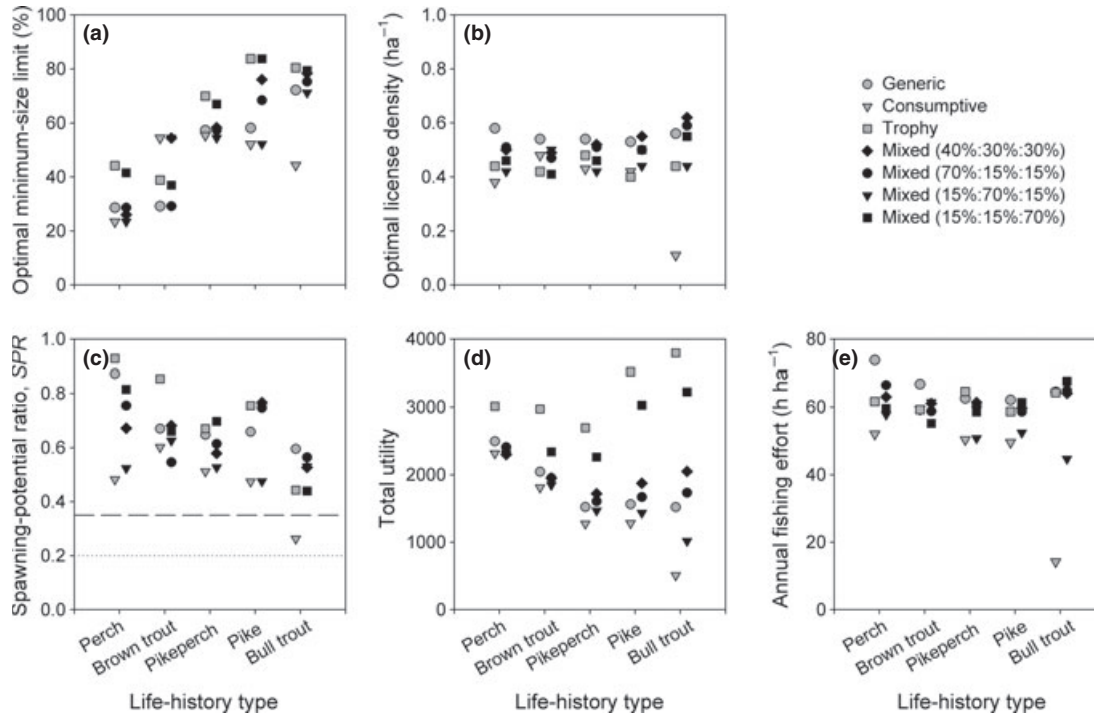 (a)
Optimal minimum-size limit (%)
100
80
60
40
20
0
(b)
Optimal license density (ha⁻¹)
1.0
0.8
0.6
0.4
0.2
0.0
Generic
Consumptive
Trophy
Mixed (40%:30%:30%)
Mixed (70%:15%:15%)
Mixed (15%:70%:15%)
Mixed (15%:15%:70%)
(c)
Spawning-potential ratio, SPR
1.0
0.8
0.6
0.4
0.2
0.0
Perch
Brown trout
Pikeperch
Pike
Bull trout
Life-history type
(d)
Total utility
4000
3000
2000
1000
0
Perch
Brown trout
Pikeperch
Pike
Bull trout
Life-history type
(e)
Annual fishing effort (h ha⁻¹)
80
60
40
20
0
Perch
Brown trout
Pikeperch
Pike
Bull trout
Life-history type